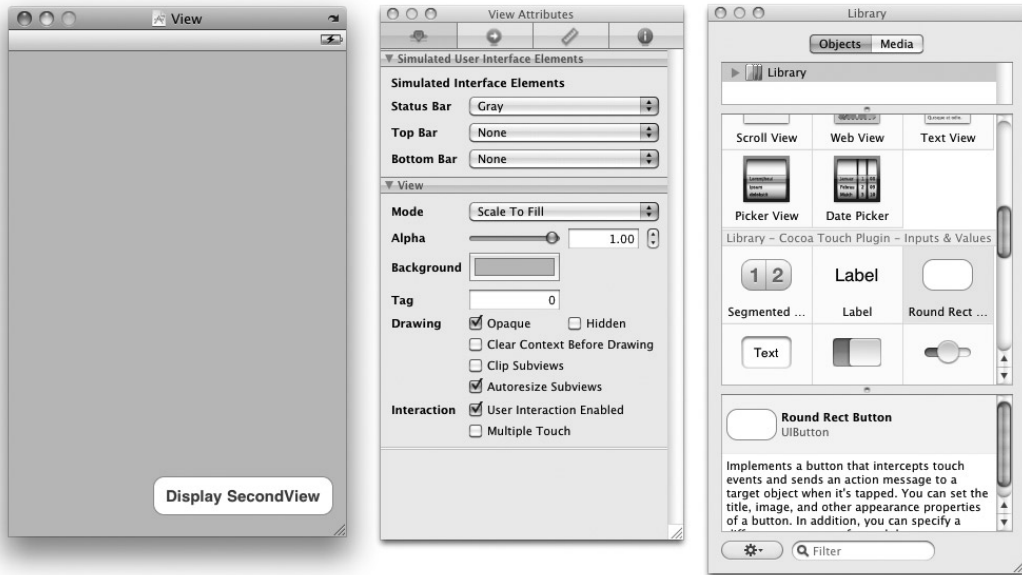 View
Display SecondView
View Attributes
Simulated User Interface Elements
Simulated Interface Elements
Status Bar Gray
Top Bar None
Bottom Bar None
View
Mode Scale To Fill
Alpha 1.00
Background
Tag 0
Drawing Opaque Hidden
Clear Context Before Drawing
Clip Subviews
Autoresize Subviews
Interaction User Interaction Enabled
Multiple Touch
Library
Objects Media
Library
Scroll View Web View Text View
Picker View Date Picker
Library – Cocoa Touch Plugin – Inputs & Values
1 2 Label
Segmented ... Label Round Rect ...
Text
Round Rect Button
UIButton
Implements a button that intercepts touch
events and sends an action message to a
target object when it's tapped. You can set the
title, image, and other appearance properties
of a button. In addition, you can specify a
Filter